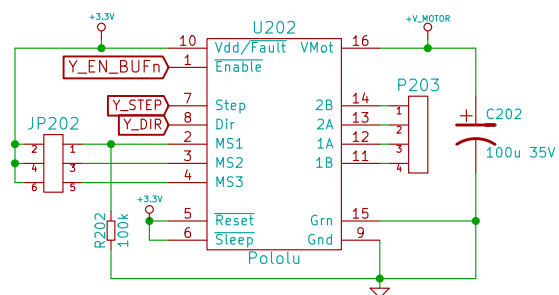 +3.3V
U202
+V_MOTOR
10 Vdd/Fault VMot 16
Y_EN_BUFn 1 Enable
P203
Y_STEP 7 Step 2B 14 1
Y_DIR 8 Dir 2A 13 2
C202
JP202
2 1 2 MS1 1A 12 3
100u 35V
4 3 3 MS2 1B 11 4
6 5 4 MS3
+3.3V
R202
100k
5 Reset Grn 15
6 Sleep Gnd 9
Pololu